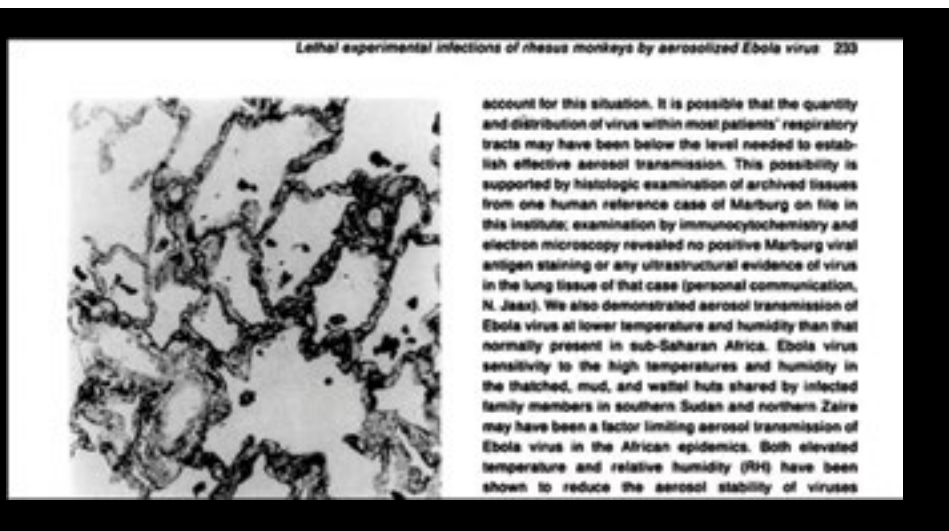 Lethal experimental infections of rhesus monkeys by aerosolized Ebola virus 233
account for this situation. It is possible that the quantity
and distribution of virus within most patients' respiratory
tracts may have been below the level needed to estab-
lish effective aerosol transmission. This possibility is
supported by histologic examination of archived tissues
from one human reference case of Marburg on file in
this institute; examination by immunocytochemistry and
electron microscopy revealed no positive Marburg viral
antigen staining or any ultrastructural evidence of virus
in the lung tissue of that case (personal communication,
N. Jaax). We also demonstrated aerosol transmission of
Ebola virus at lower temperature and humidity than that
normally present in sub-Saharan Africa. Ebola virus
sensitivity to the high temperatures and humidity in
the thatched, mud, and wattel huts shared by infected
family members in southern Sudan and northern Zaire
may have been a factor limiting aerosol transmission of
Ebola virus in the African epidemics. Both elevated
temperature and relative humidity (RH) have been
shown to reduce the aerosol stability of viruses